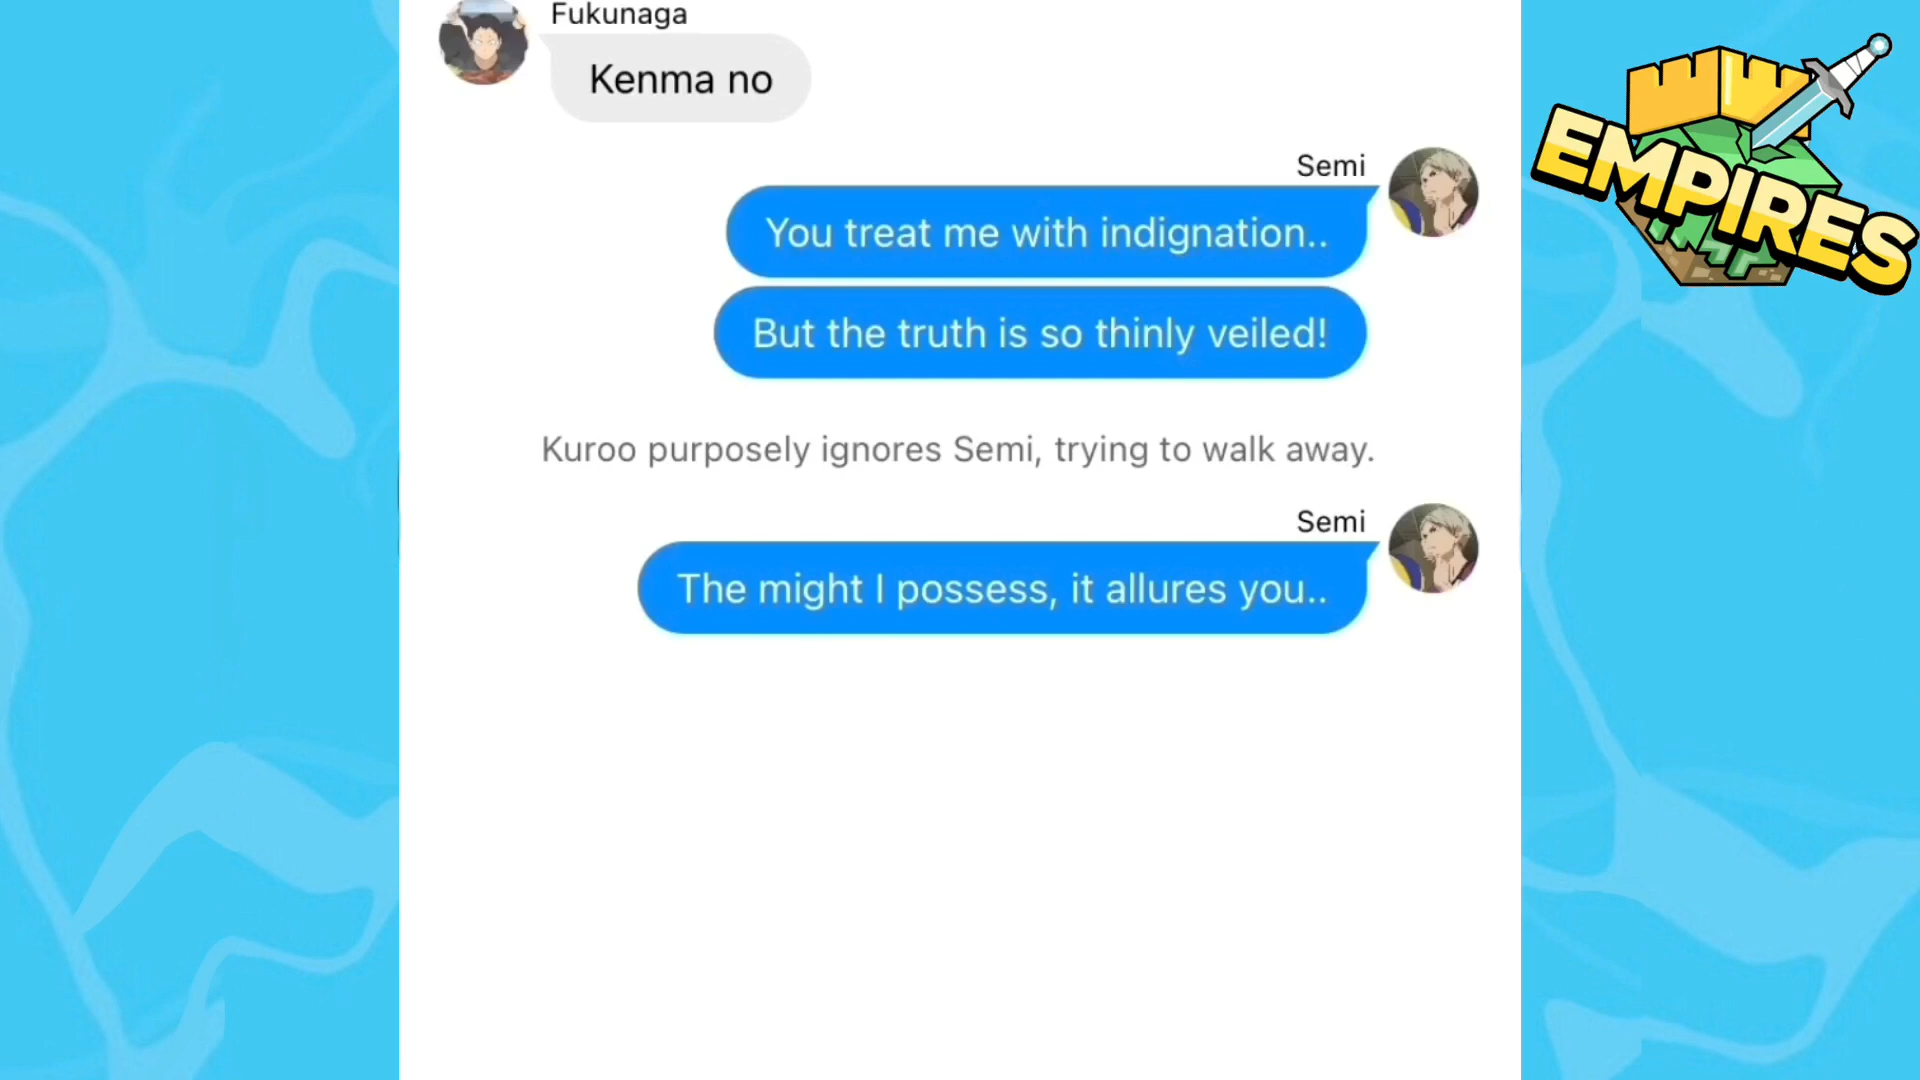 Fukunaga
Kenma no
Semi
You treat me with indignation..
But the truth is so thinly veiled!
Kuroo purposely ignores Semi, trying to walk away.
Semi
The might I possess, it allures you..
EMPIRES